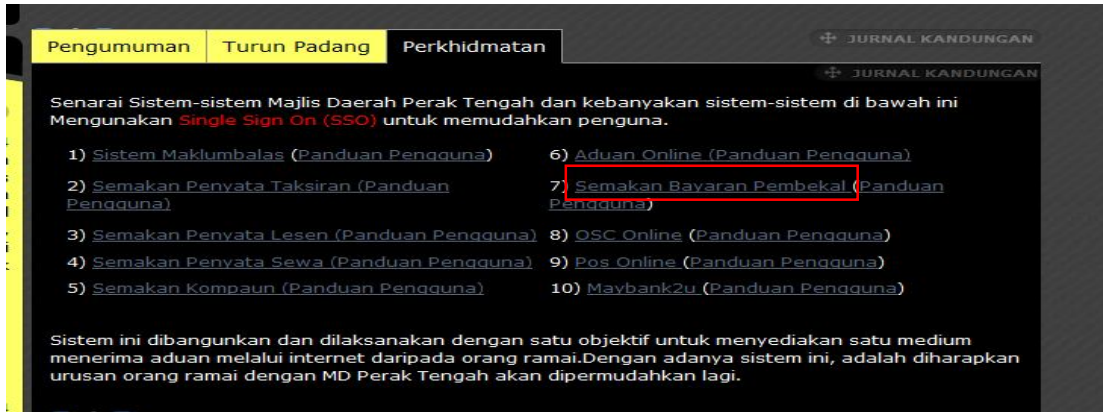 Pengumuman Turun Padang Perkhidmatan
JURNAL KANDUNGAN
JURNAL KANDUNGAN
Senarai Sistem-sistem Majlis Daerah Perak Tengah dan kebanyakan sistem-sistem di bawah ini
Mengunakan Single Sign On (SSO) untuk memudahkan penguna.
1) Sistem Maklumbalas (Panduan Pengguna)
2) Semakan Penyata Taksiran (Panduan
Pengguna)
3) Semakan Penyata Lesen (Panduan Pengguna)
4) Semakan Penyata Sewa (Panduan Pengguna)
5) Semakan Kompaun (Panduan Pengguna)
6) Aduan Online (Panduan Pengguna)
7) Semakan Bayaran Pembekal (Panduan
Pengguna)
8) OSC Online (Panduan Pengguna)
9) Pos Online (Panduan Pengguna)
10) Maybank2u (Panduan Pengguna)
Sistem ini dibangunkan dan dilaksanakan dengan satu objektif untuk menyediakan satu medium
menerima aduan melalui internet daripada orang ramai.Dengan adanya sistem ini, adalah diharapkan
urusan orang ramai dengan MD Perak Tengah akan dipermudahkan lagi.